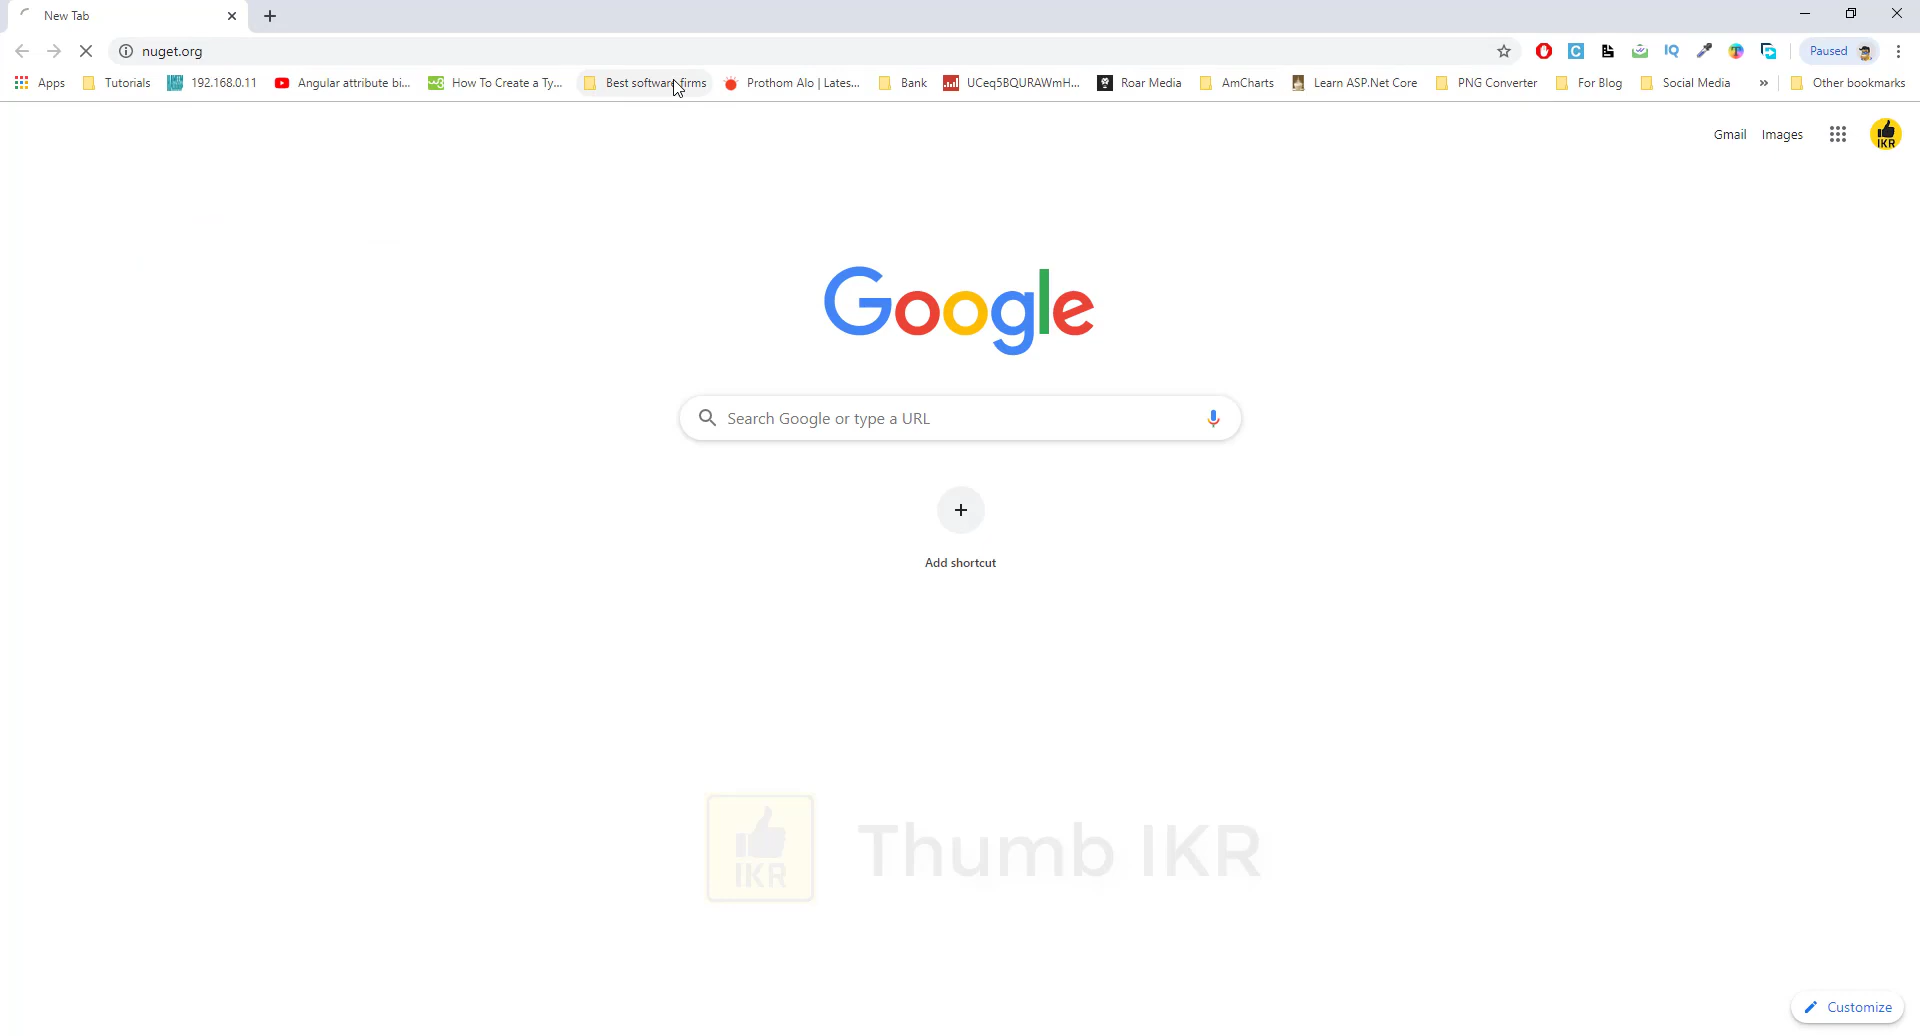 New Tab
nuget.org
Paused
Apps Tutorials 192.168.0.11 Angular attribute bi... How To Create a Ty... Best software firms Prothom Alo | Lates... Bank UCeq5BQURAWmH... Roar Media AmCharts Learn ASP.Net Core PNG Converter For Blog Social Media » Other bookmarks
Gmail Images
IKR
Google
Search Google or type a URL
Add shortcut
IKR Thumb IKR
Customize